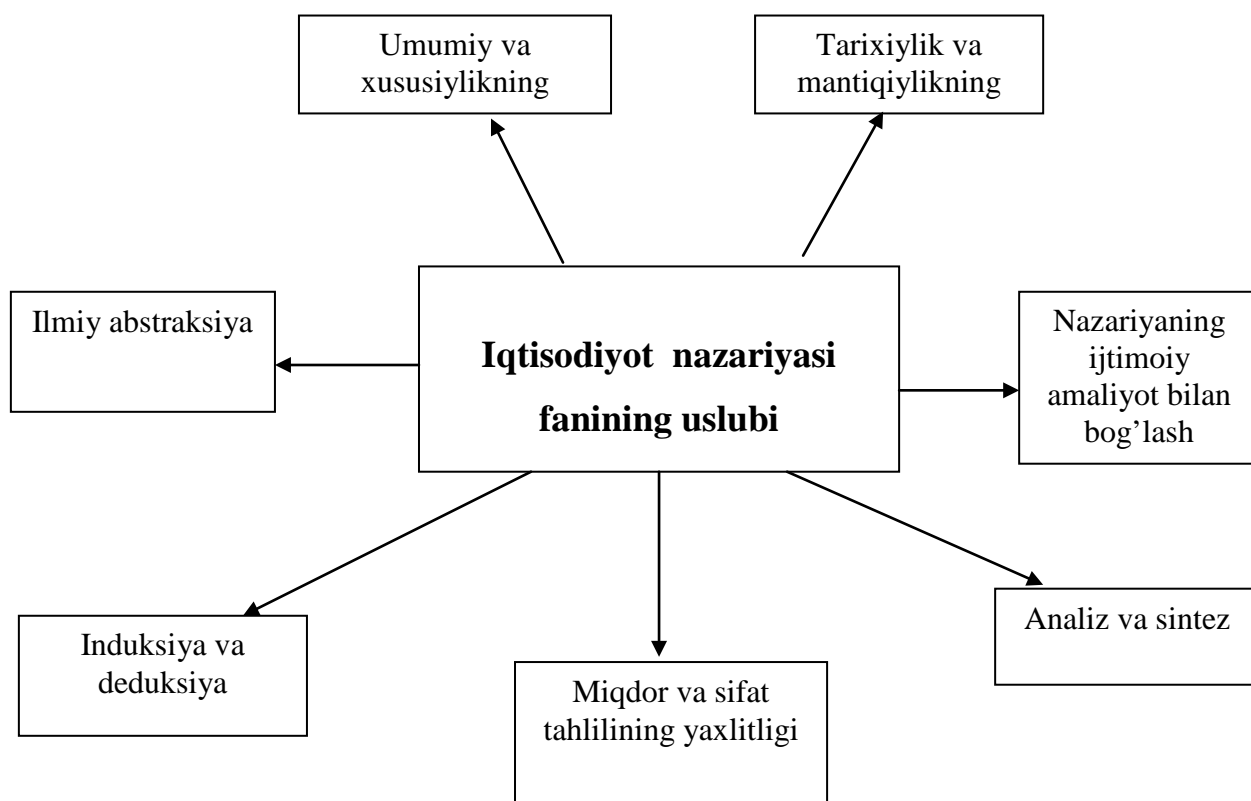 Umumiy va
xususiylikning
Tarixiylik va
mantiqiylikning
Ilmiy abstraksiya
Iqtisodiyot nazariyasi
fanining uslubi
Nazariyaning
ijtimoiy
amaliyot bilan
bog’lash
Induksiya va
deduksiya
Miqdor va sifat
tahlilining yaxlitligi
Analiz va sintez